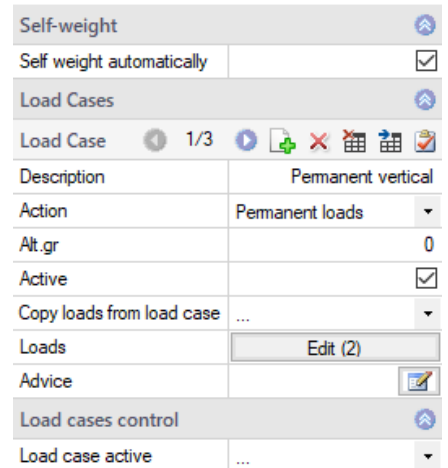 Self-weight
Self weight automatically
Load Cases
Load Case 1/3
Description Permanent vertical
Action Permanent loads
Alt.gr 0
Active
Copy loads from load case ...
Loads Edit (2)
Advice
Load cases control
Load case active ...